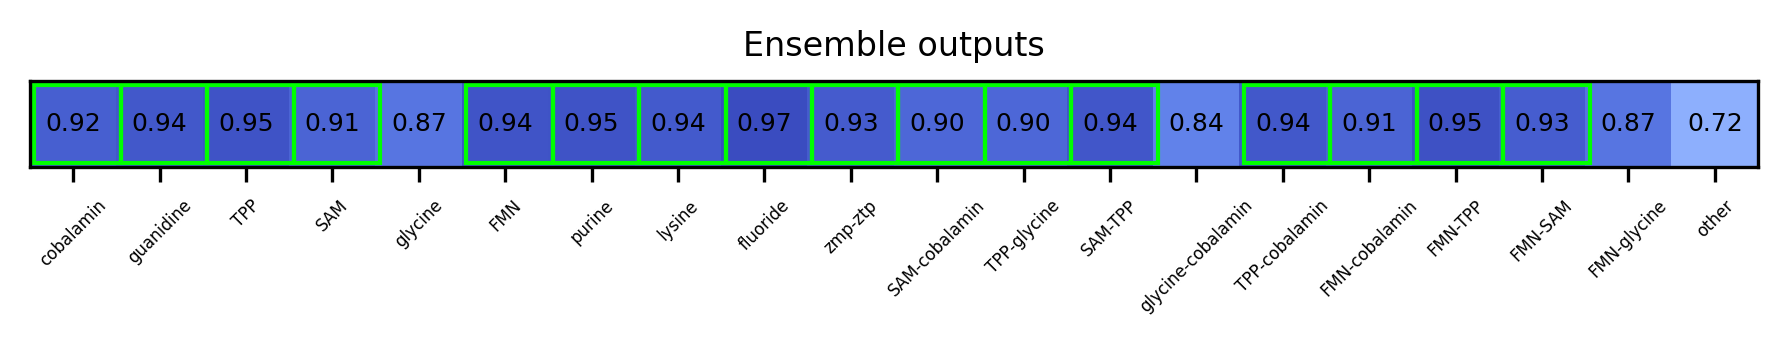 Ensemble outputs
0.92 0.94 0.95 0.91 0.87 0.94 0.95 0.94 0.97 0.93 0.90 0.90 0.94 0.84 0.94 0.91 0.95 0.93 0.87 0.72
cobalamin guanidine TPP SAM glycine FMN purine lysine fluoride zmp-ztp SAM-cobalamin TPP-glycine SAM-TPP glycine-cobalamin TPP-cobalamin FMN-cobalamin FMN-TPP FMN-SAM FMN-glycine other